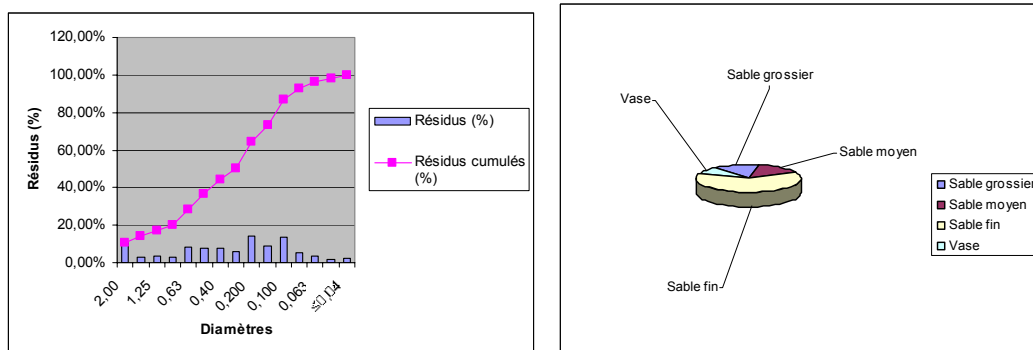 120,00%
100,00%
80,00%
60,00%
40,00%
20,00%
0,00%
Résidus (%)
2,00
1,25
0,63
0,40
0,200
0,100
0,063
Diamètres
Résidus (%)
Résidus cumulés
(%)
Sable grossier
Vase
Sable moyen
Sable fin
Sable grossier
Sable moyen
Sable fin
Vase